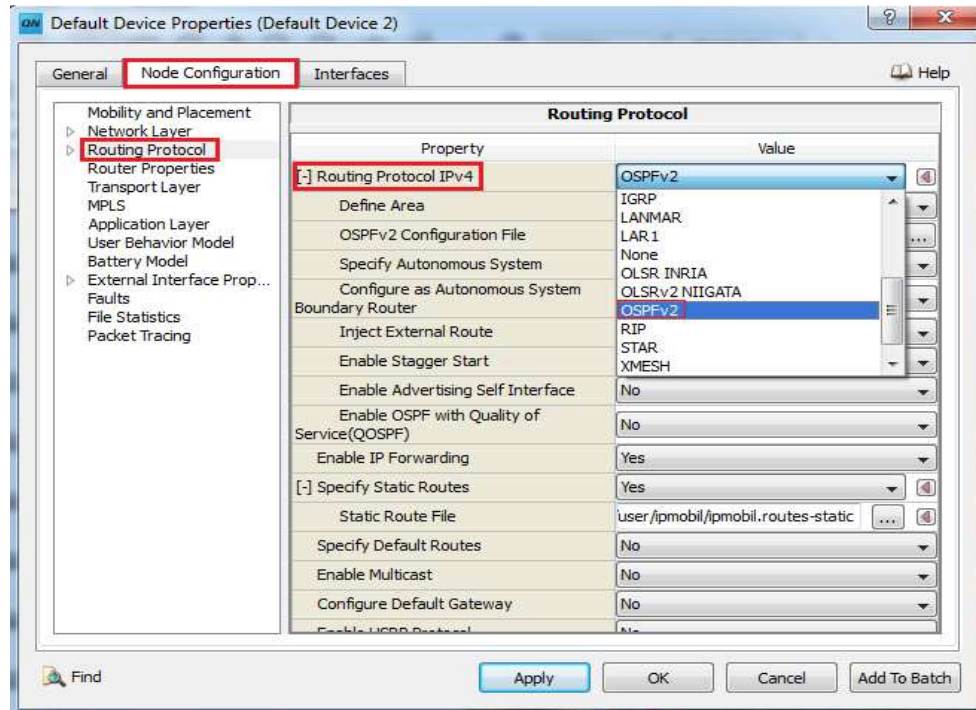 QN Default Device Properties (Default Device 2)
General Node Configuration Interfaces Help
Mobility and Placement
Network Layer
Routing Protocol
Router Properties
Transport Layer
MPLS
Application Layer
User Behavior Model
Battery Model
External Interface Prop...
Faults
File Statistics
Packet Tracing
Routing Protocol
Property Value
[-] Routing Protocol IPv4 OSPFv2
Define Area
OSPFv2 Configuration File ...
Specify Autonomous System
Configure as Autonomous System
Boundary Router
Inject External Route
Enable Stagger Start
IGRP
LANMAR
LAR1
None
OLSR INRIA
OLSRv2 NIIGATA
OSPFv2
RIP
STAR
XMESH
Enable Advertising Self Interface No
Enable OSPF with Quality of
Service(QOSPF) No
Enable IP Forwarding Yes
[-] Specify Static Routes Yes
Static Route File user/ipmobil/ipmobil.routes-static ...
Specify Default Routes No
Enable Multicast No
Configure Default Gateway No
Find Apply OK Cancel Add To Batch